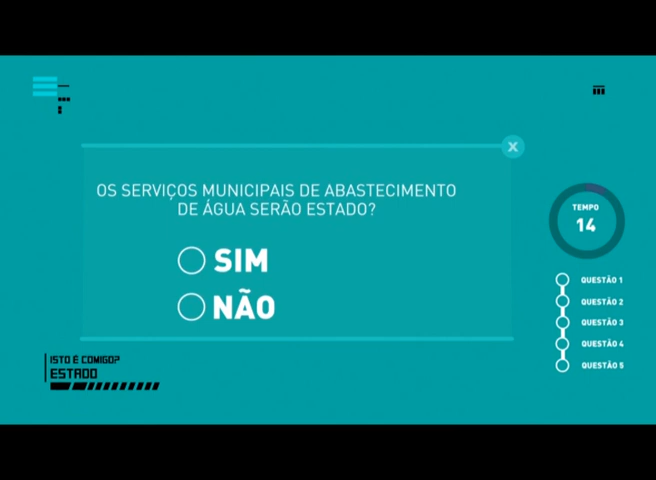 X
OS SERVIÇOS MUNICIPAIS DE ABASTECIMENTO
DE ÁGUA SERÃO ESTADO?
SIM
NÃO
TEMPO
14
QUESTÃO 1
QUESTÃO 2
QUESTÃO 3
QUESTÃO 4
QUESTÃO 5
ISTO É COMIGO?
ESTADO